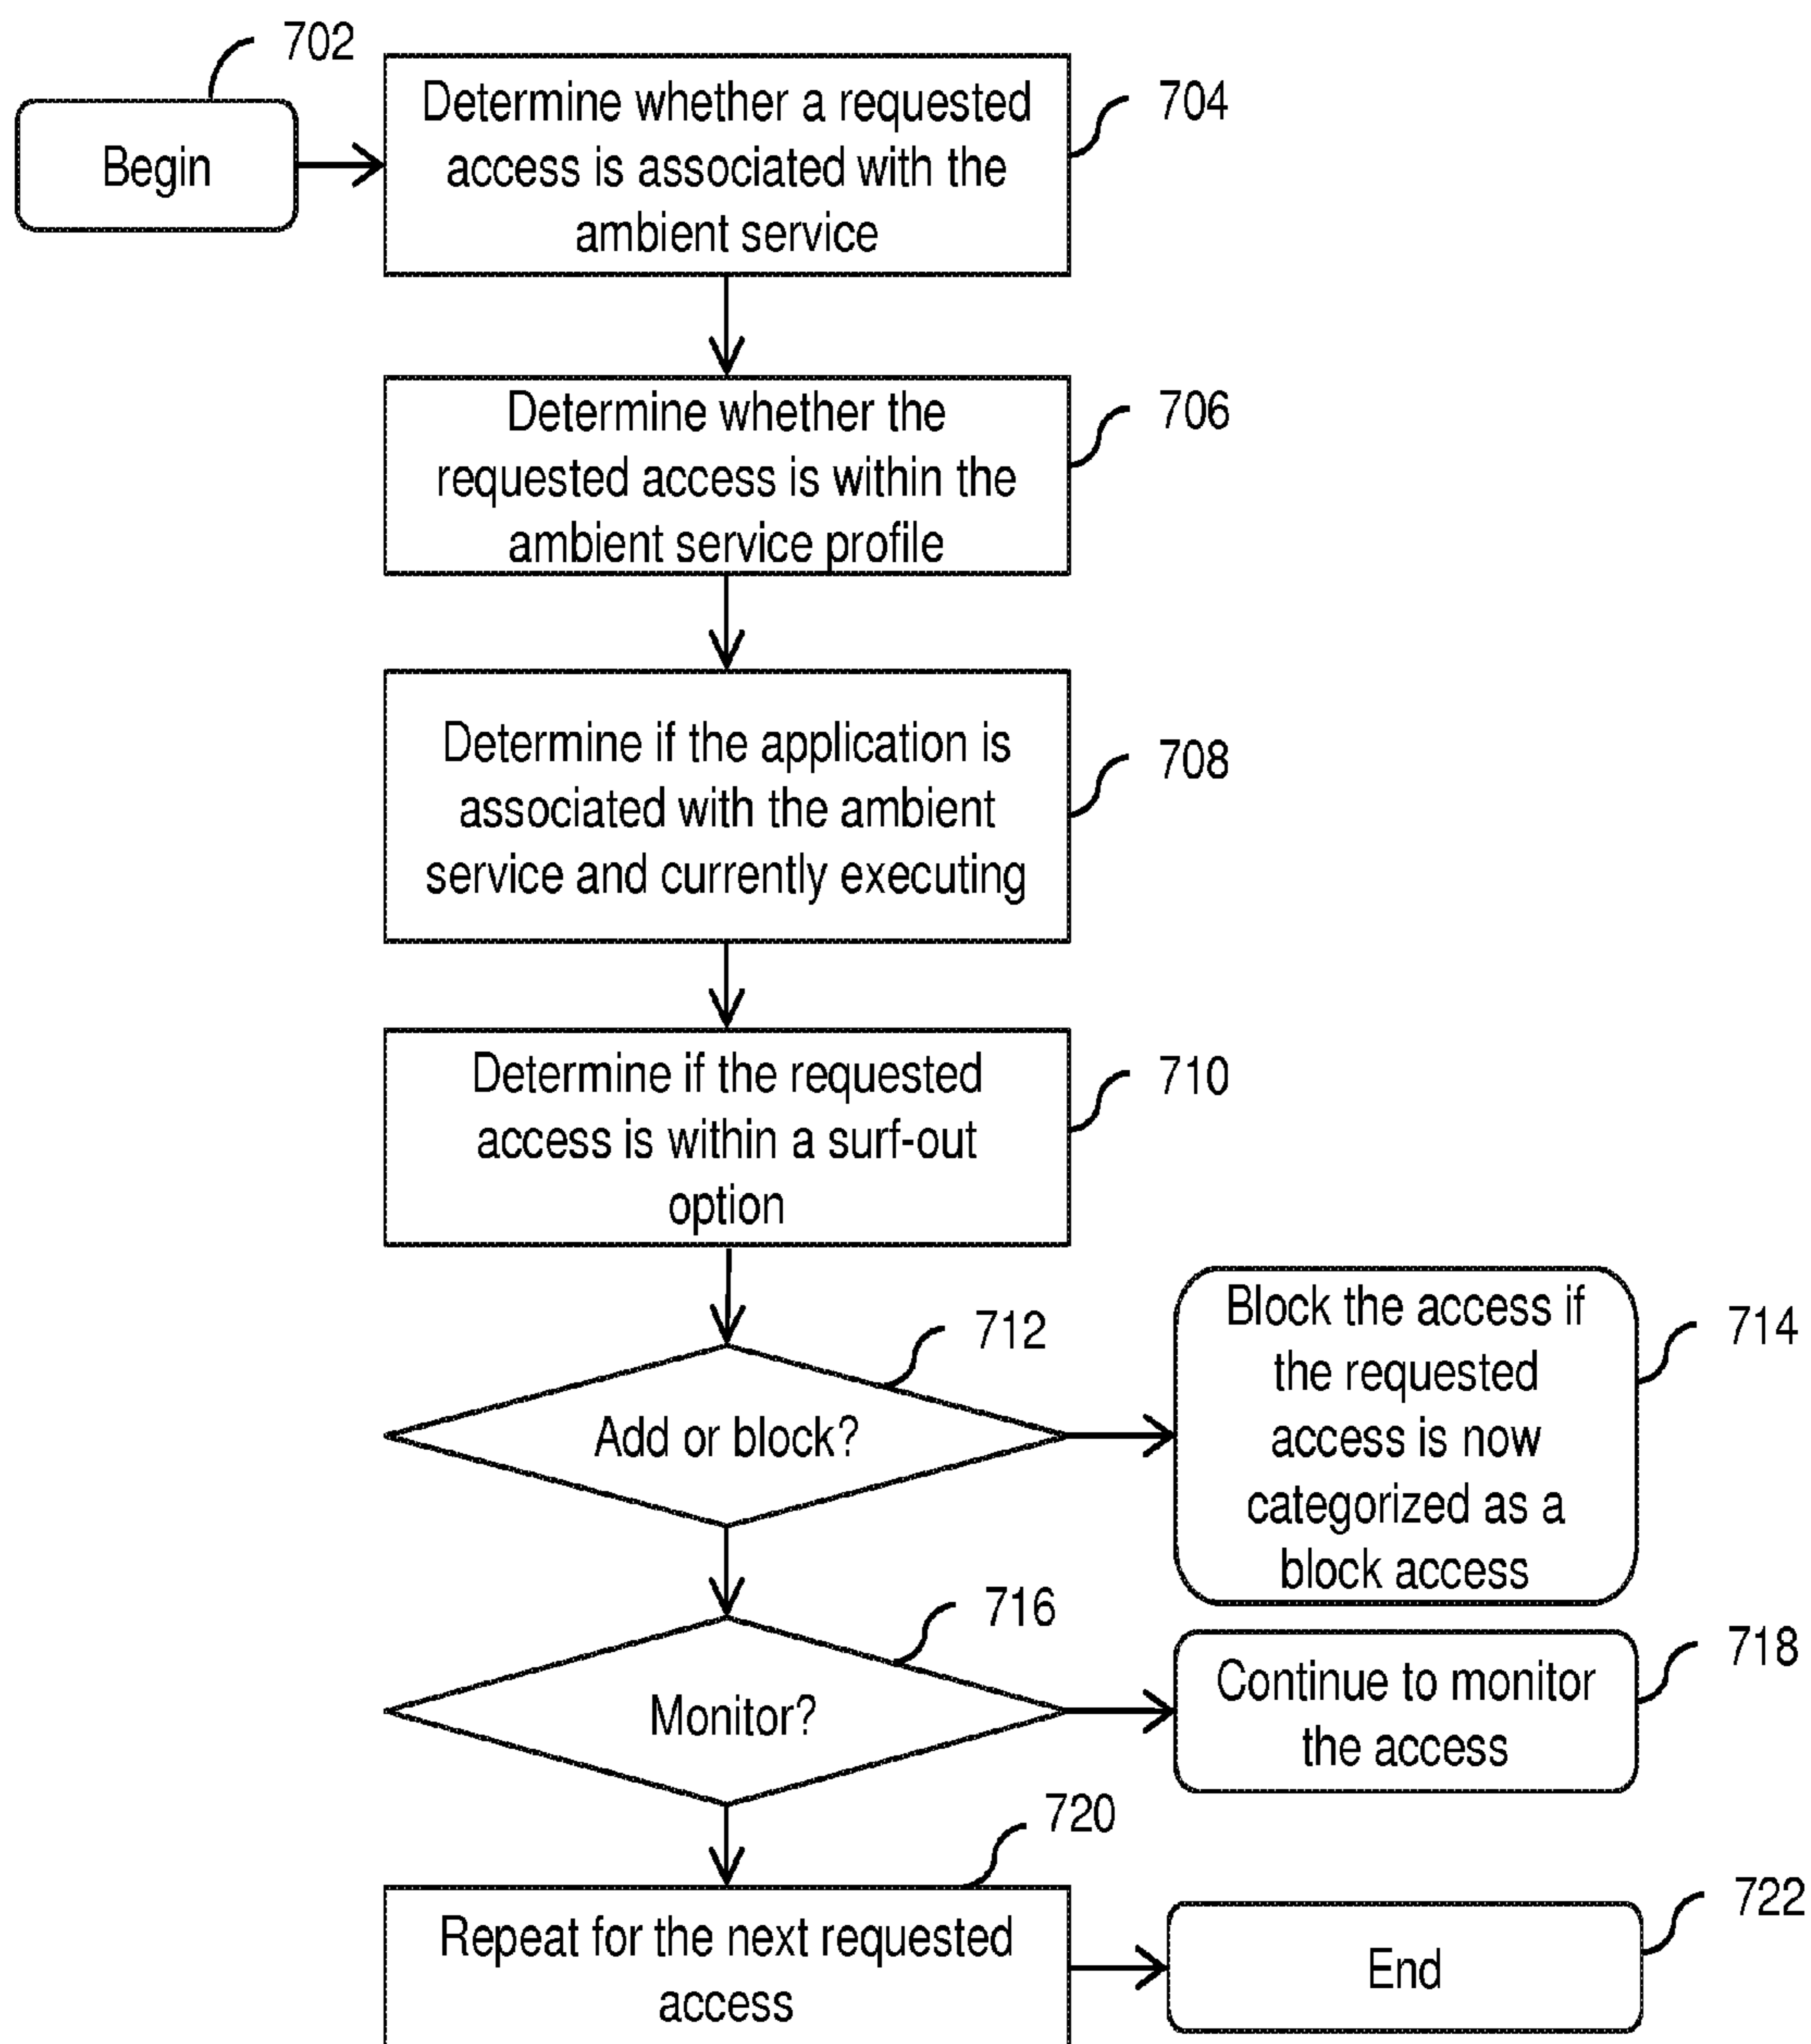 702
Begin
Determine whether a requested
access is associated with the
ambient service
704
Determine whether the
requested access is within the
ambient service profile
706
Determine if the application is
associated with the ambient
service and currently executing
708
Determine if the requested
access is within a surf-out
option
710
712
Add or block?
Block the access if
the requested
access is now
categorized as a
block access
714
716
Monitor?
Continue to monitor
the access
718
720
Repeat for the next requested
access
End
722